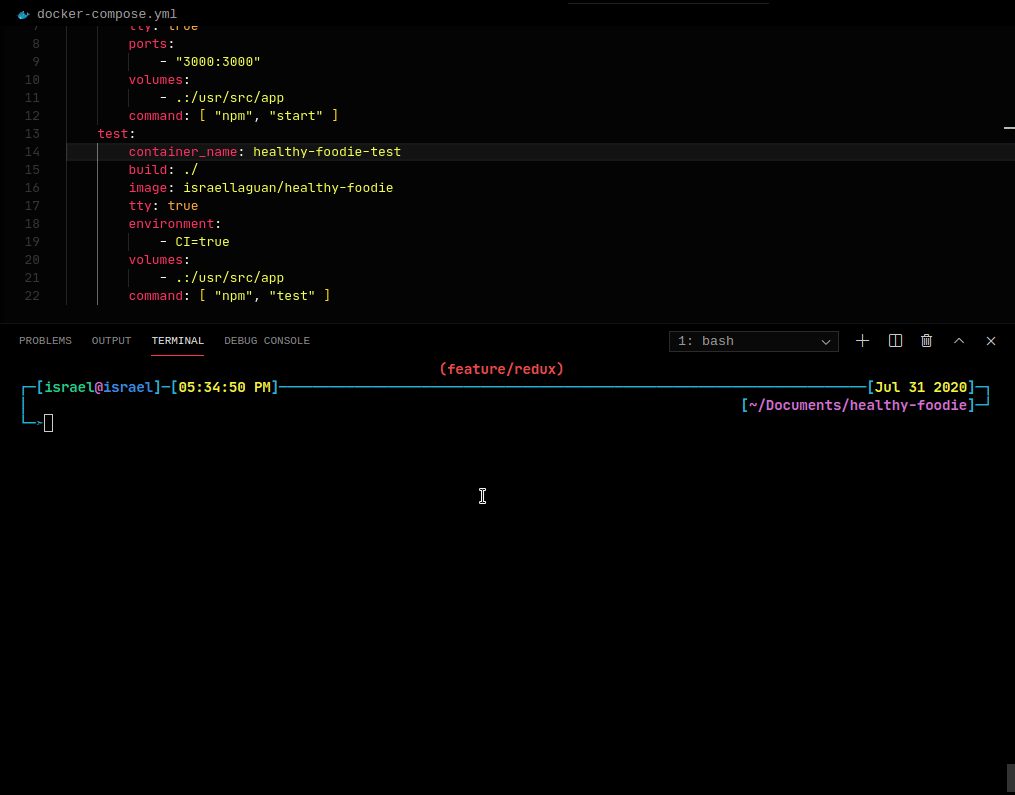 docker-compose.yml
7 tty: true
8 ports:
9 - "3000:3000"
10 volumes:
11 - .:/usr/src/app
12 command: [ "npm", "start" ]
13 test:
14 container_name: healthy-foodie-test
15 build: ./
16 image: israellaguan/healthy-foodie
17 tty: true
18 environment:
19 - CI=true
20 volumes:
21 - .:/usr/src/app
22 command: [ "npm", "test" ]
PROBLEMS OUTPUT TERMINAL DEBUG CONSOLE 1: bash
(feature/redux)
┌─[israel@israel]─[05:34:50 PM]─[Jul 31 2020]─┐
│ [~/Documents/healthy-foodie]─┘
└─>